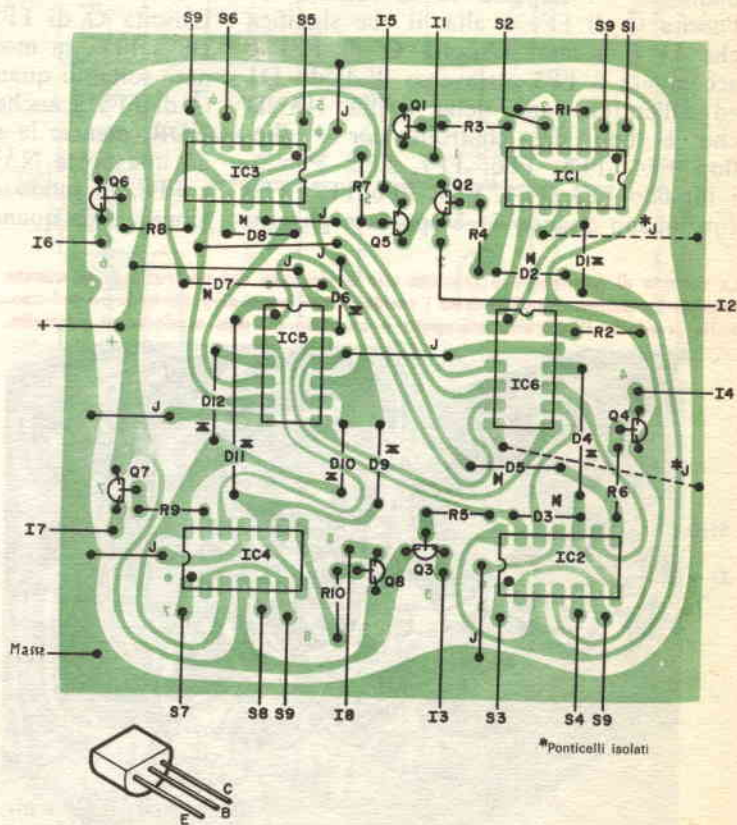 S9 S6 S5 I5 I1 S2 S9 S1
J Q1 R3 R1
IC3 IC1
Q6 R7 Q2
R8 J Q5 R4 *J
I6 D8 J D1
D7 J D6 D2 I2
+ IC5 R2
J IC6 I4
D12 Q4
J D4
D11 D10 D9 D5 *J
Q7 R6
R9 R5 D3
I7
J IC4 Q3 IC2
R10 Q8
J
Masse
S7 S8 S9 I8 I3 S3 S4 S9
*Ponticelli isolati
C
B
E